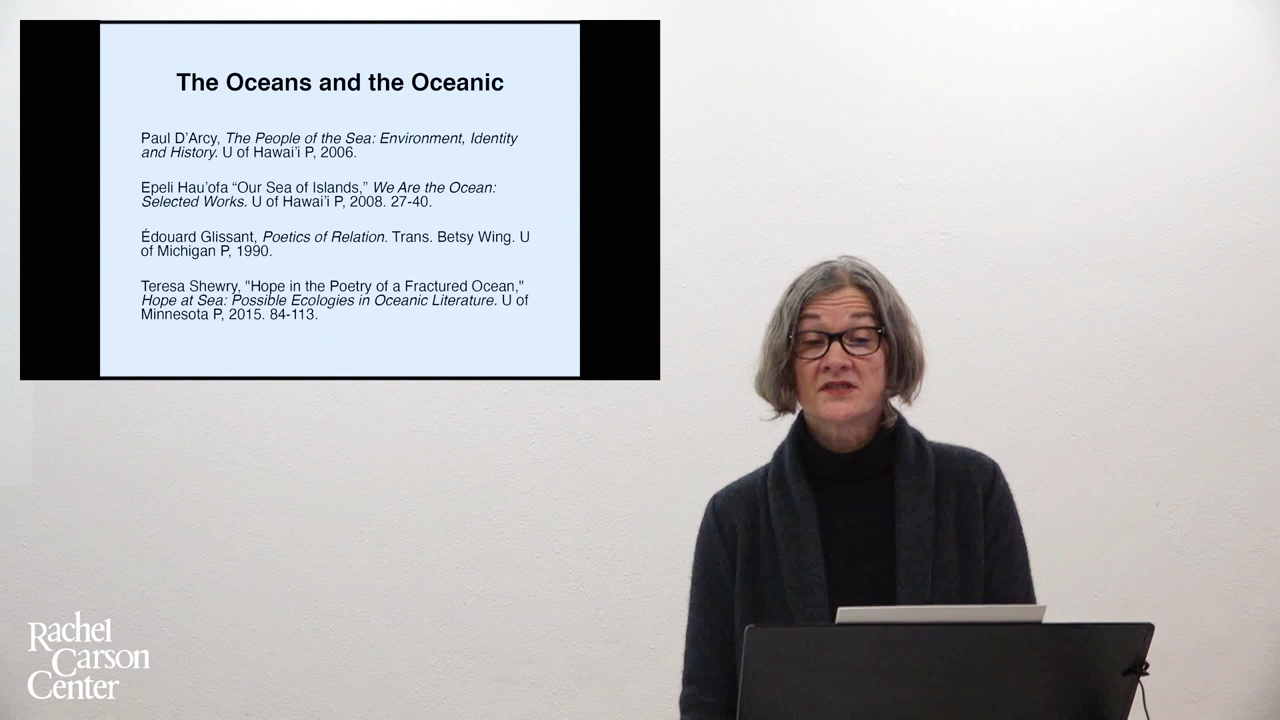 The Oceans and the Oceanic
Paul D'Arcy, The People of the Sea: Environment, Identity
and History. U of Hawai'i P, 2006.
Epeli Hau'ofa “Our Sea of Islands,” We Are the Ocean:
Selected Works. U of Hawai'i P, 2008. 27-40.
Édouard Glissant, Poetics of Relation. Trans. Betsy Wing. U
of Michigan P, 1990.
Teresa Shewry, "Hope in the Poetry of a Fractured Ocean,"
Hope at Sea: Possible Ecologies in Oceanic Literature. U of
Minnesota P, 2015. 84-113.
Rachel
Carson
Center